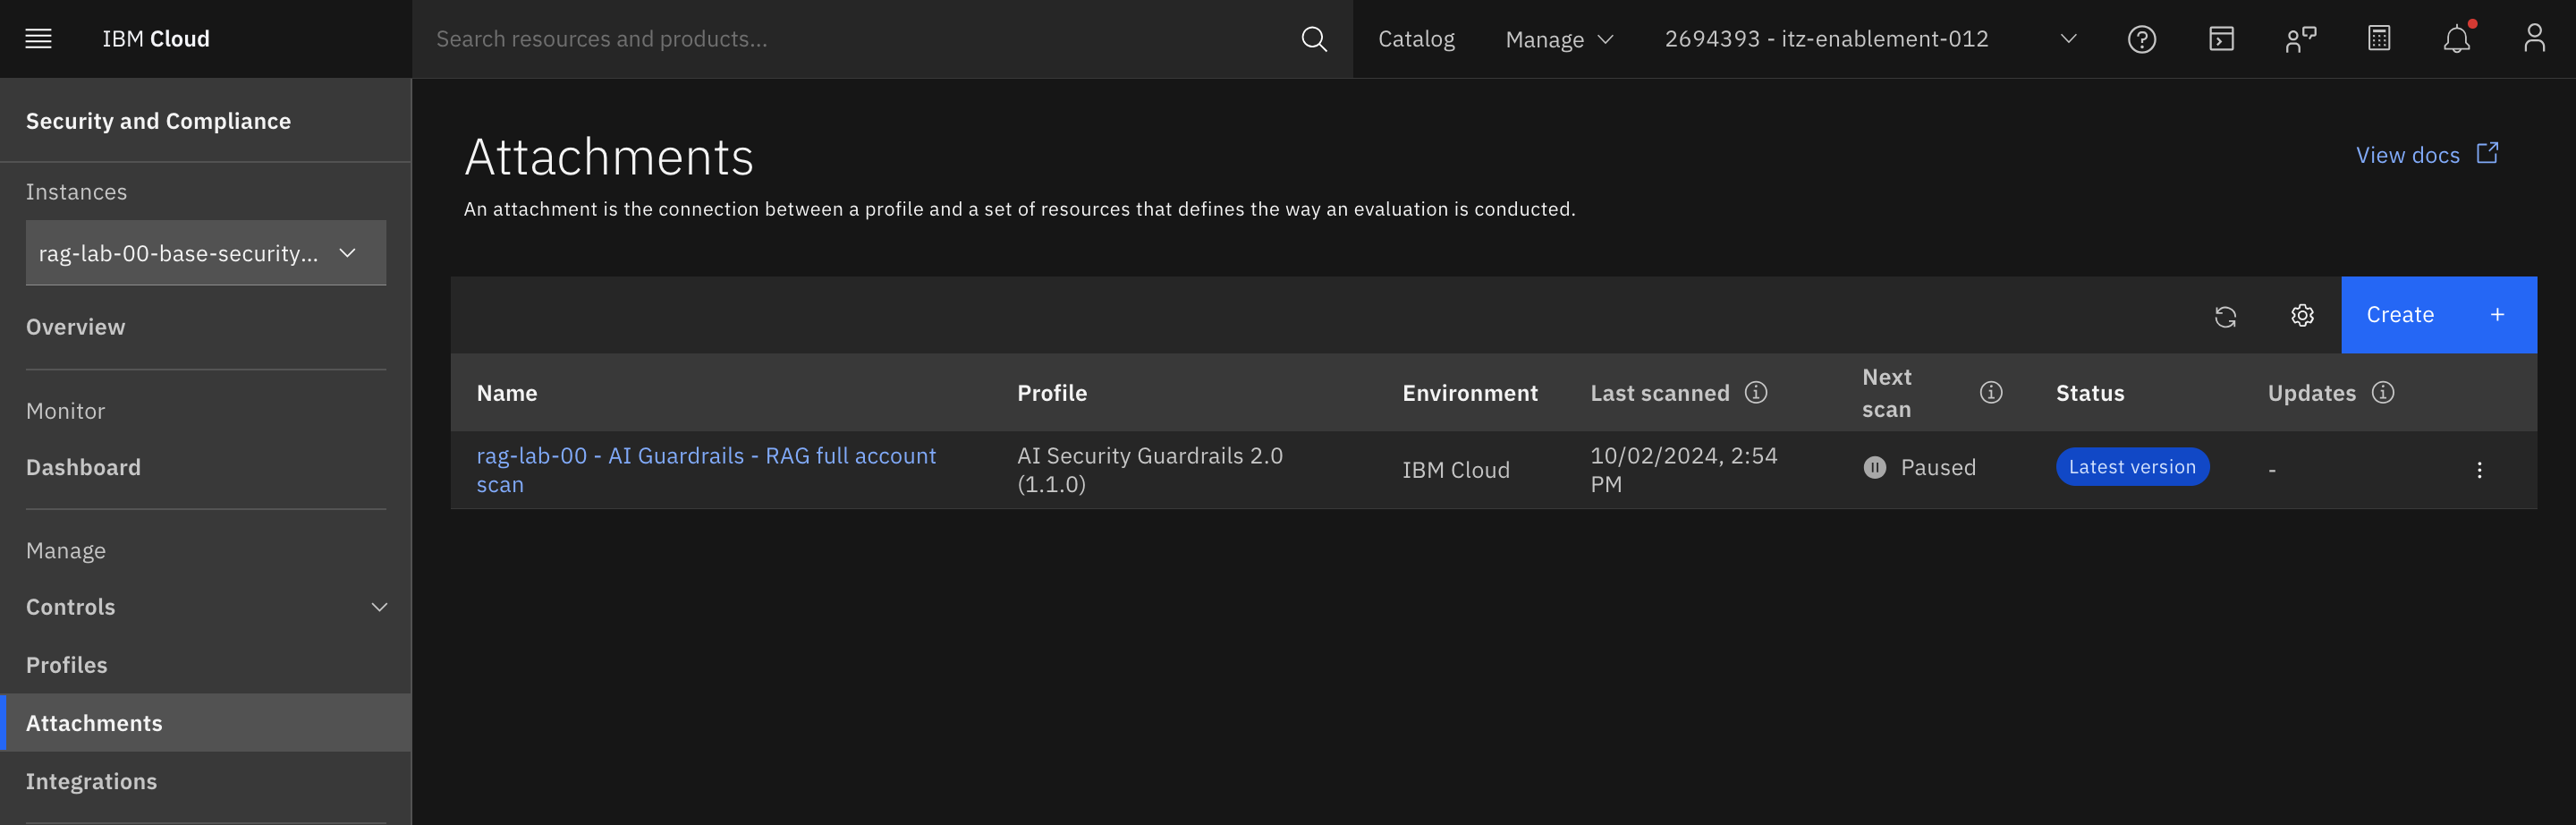 IBM Cloud
Search resources and products...
Catalog
Manage
2694393 - itz-enablement-012
Security and Compliance
Instances
rag-lab-00-base-security...
Overview
Monitor
Dashboard
Manage
Controls
Profiles
Attachments
Integrations
Attachments
View docs
An attachment is the connection between a profile and a set of resources that defines the way an evaluation is conducted.
Create +
Name
Profile
Environment
Last scanned
Next
scan
Status
Updates
rag-lab-00 - AI Guardrails - RAG full account
scan
AI Security Guardrails 2.0
(1.1.0)
IBM Cloud
10/02/2024, 2:54
PM
Paused
Latest version
-